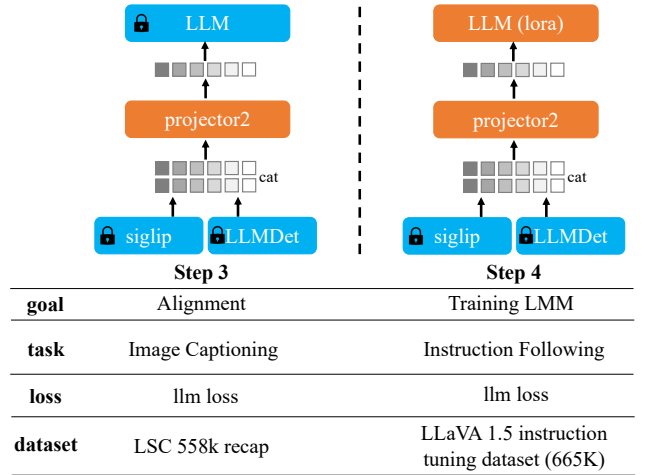 LLM
LLM (lora)
projector2
projector2
cat
cat
siglip
LLMDet
siglip
LLMDet
Step 3
Step 4
goal
Alignment
Training LMM
task
Image Captioning
Instruction Following
loss
llm loss
llm loss
dataset
LSC 558k recap
LLaVA 1.5 instruction
tuning dataset (665K)